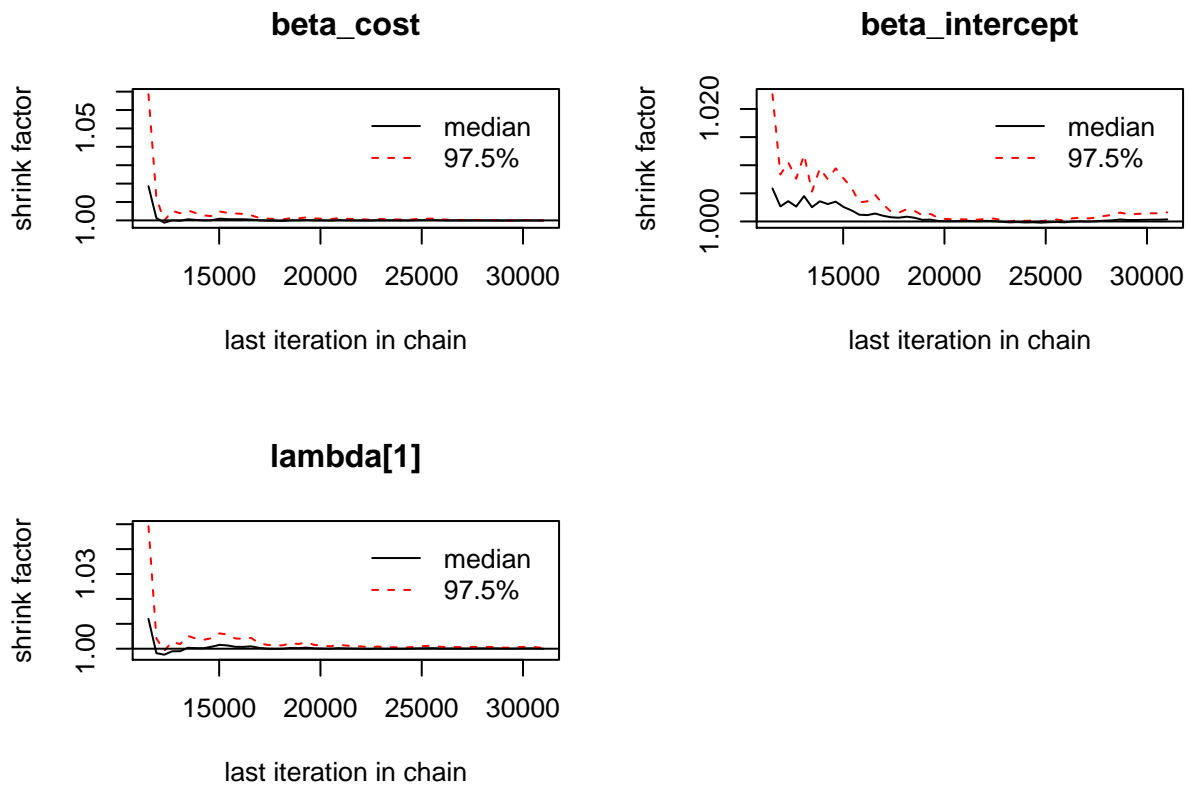 beta_cost
shrink factor
1.00
1.05
median
97.5%
15000 20000 25000 30000
last iteration in chain
beta_intercept
shrink factor
1.000
1.020
median
97.5%
15000 20000 25000 30000
last iteration in chain
lambda[1]
shrink factor
1.00
1.03
median
97.5%
15000 20000 25000 30000
last iteration in chain